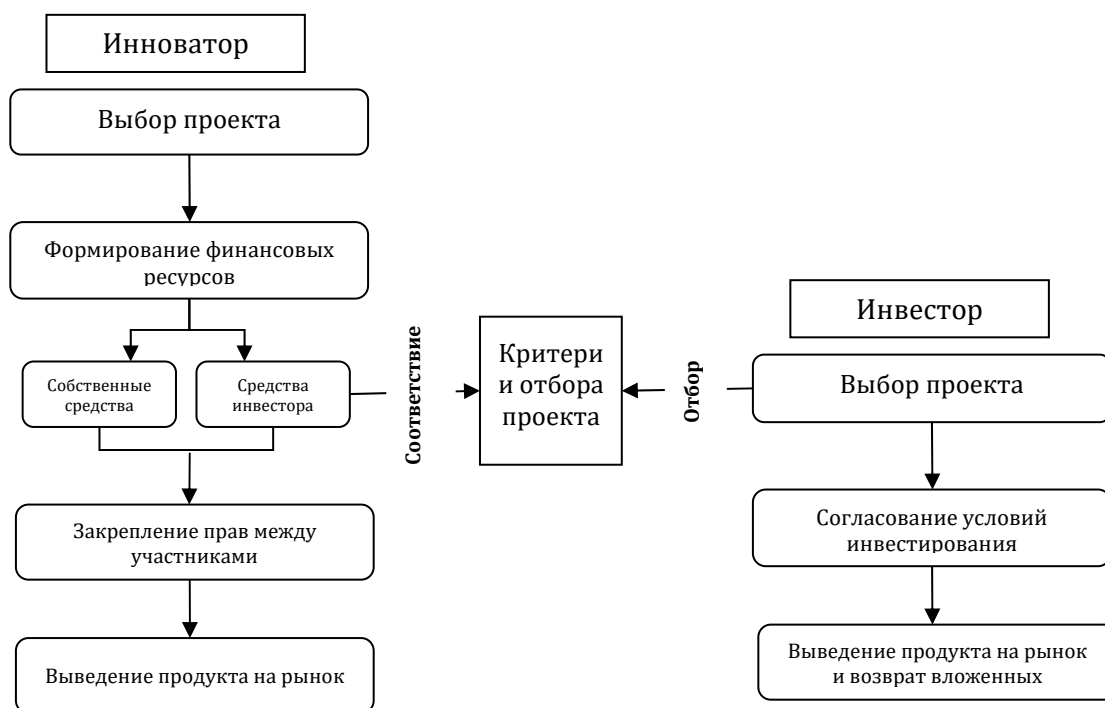 Инноватор
Выбор проекта
Формирование финансовых
ресурсов
Собственные
средства
Средства
инвестора
Закрепление прав между
участниками
Выведение продукта на рынок
Соответствие
Критери
и отбора
проекта
Отбор
Инвестор
Выбор проекта
Согласование условий
инвестирования
Выведение продукта на рынок
и возврат вложенных